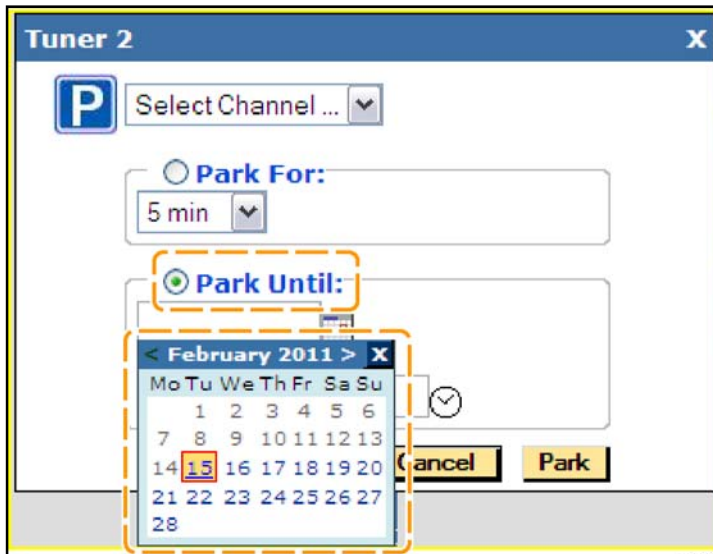 Tuner 2 X
P Select Channel ...
Park For:
5 min
Park Until:
< February 2011 > X
Mo Tu We Th Fr Sa Su
1 2 3 4 5 6
7 8 9 10 11 12 13
14 15 16 17 18 19 20
21 22 23 24 25 26 27
28
Cancel Park